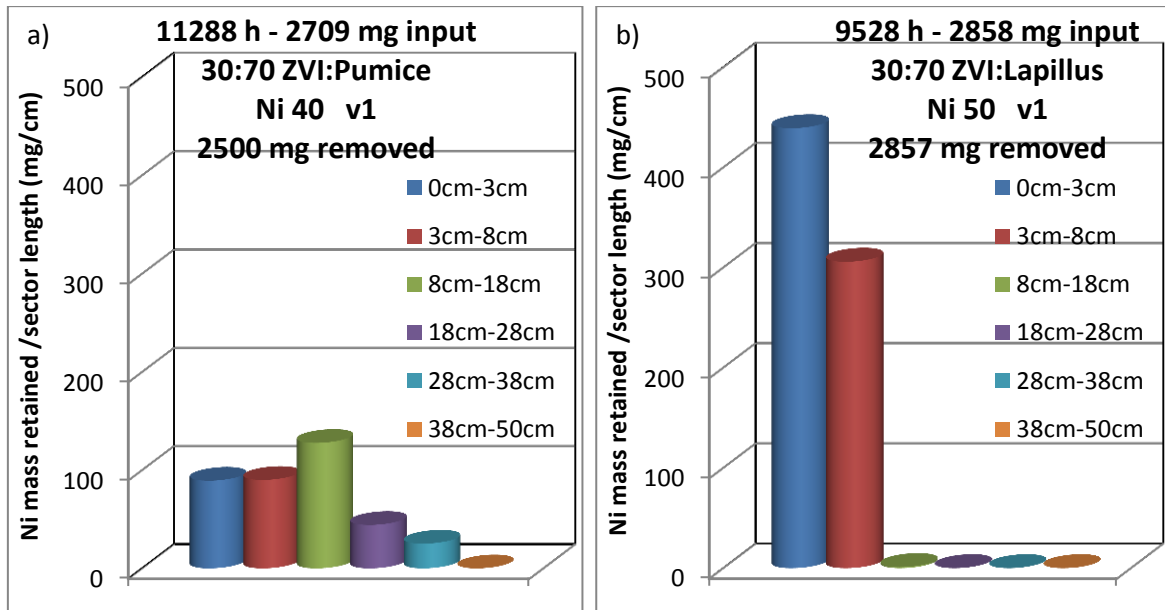 a)
11288 h - 2709 mg input
30:70 ZVI:Pumice
Ni 40 v1
2500 mg removed
Ni mass retained /sector length (mg/cm)
500
400
300
200
100
0
0cm-3cm
3cm-8cm
8cm-18cm
18cm-28cm
28cm-38cm
38cm-50cm
b)
9528 h - 2858 mg input
30:70 ZVI:Lapillus
Ni 50 v1
2857 mg removed
Ni mass retained /sector length (mg/cm)
500
400
300
200
100
0
0cm-3cm
3cm-8cm
8cm-18cm
18cm-28cm
28cm-38cm
38cm-50cm